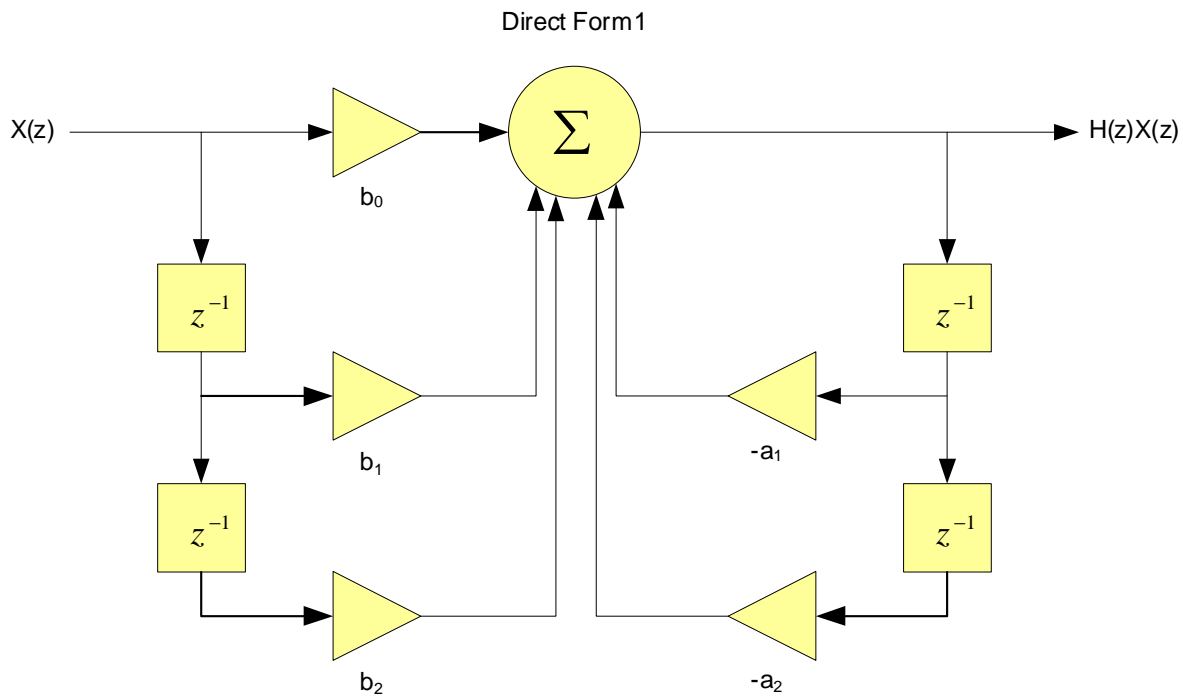 Direct Form1
X(z)
Σ
H(z)X(z)
b₀
z⁻¹
z⁻¹
b₁
-a₁
z⁻¹
z⁻¹
b₂
-a₂